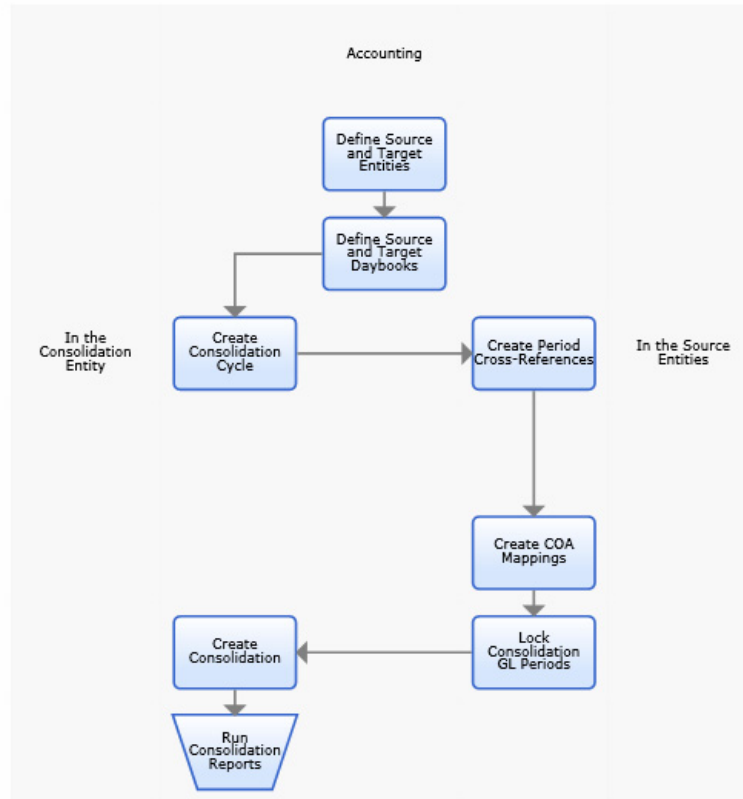 Accounting
Define Source
and Target
Entities
Define Source
and Target
Daybooks
In the
Consolidation
Entity
Create
Consolidation
Cycle
Create Period
Cross-References
In the Source
Entities
Create COA
Mappings
Create
Consolidation
Lock
Consolidation
GL Periods
Run
Consolidation
Reports